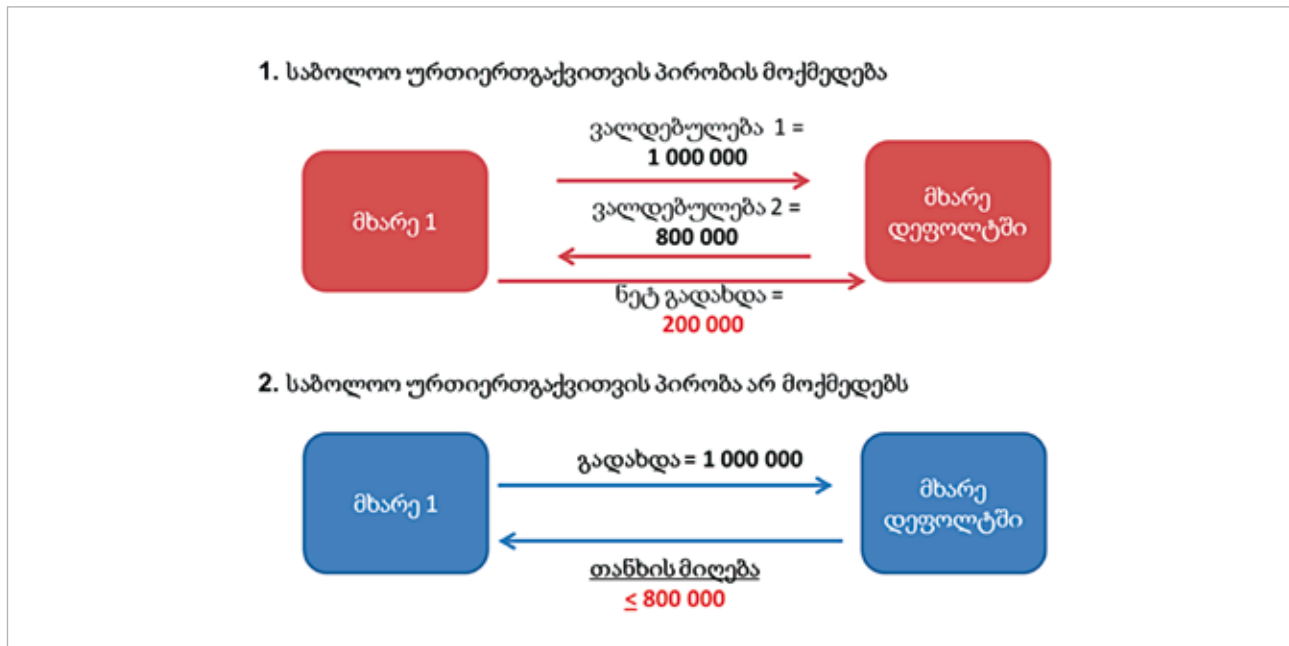 1. საბოლოო ურთიერთგაქვითვის პირობის მოქმედება
ვალდებულება 1 =
1 000 000
მხარე 1
ვალდებულება 2 =
800 000
მხარე
დეფოლტში
ნეტ გადახდა =
200 000
2. საბოლოო ურთიერთგაქვითვის პირობა არ მოქმედებს
გადახდა = 1 000 000
მხარე 1
მხარე
დეფოლტში
თანხის მიღება
≤ 800 000